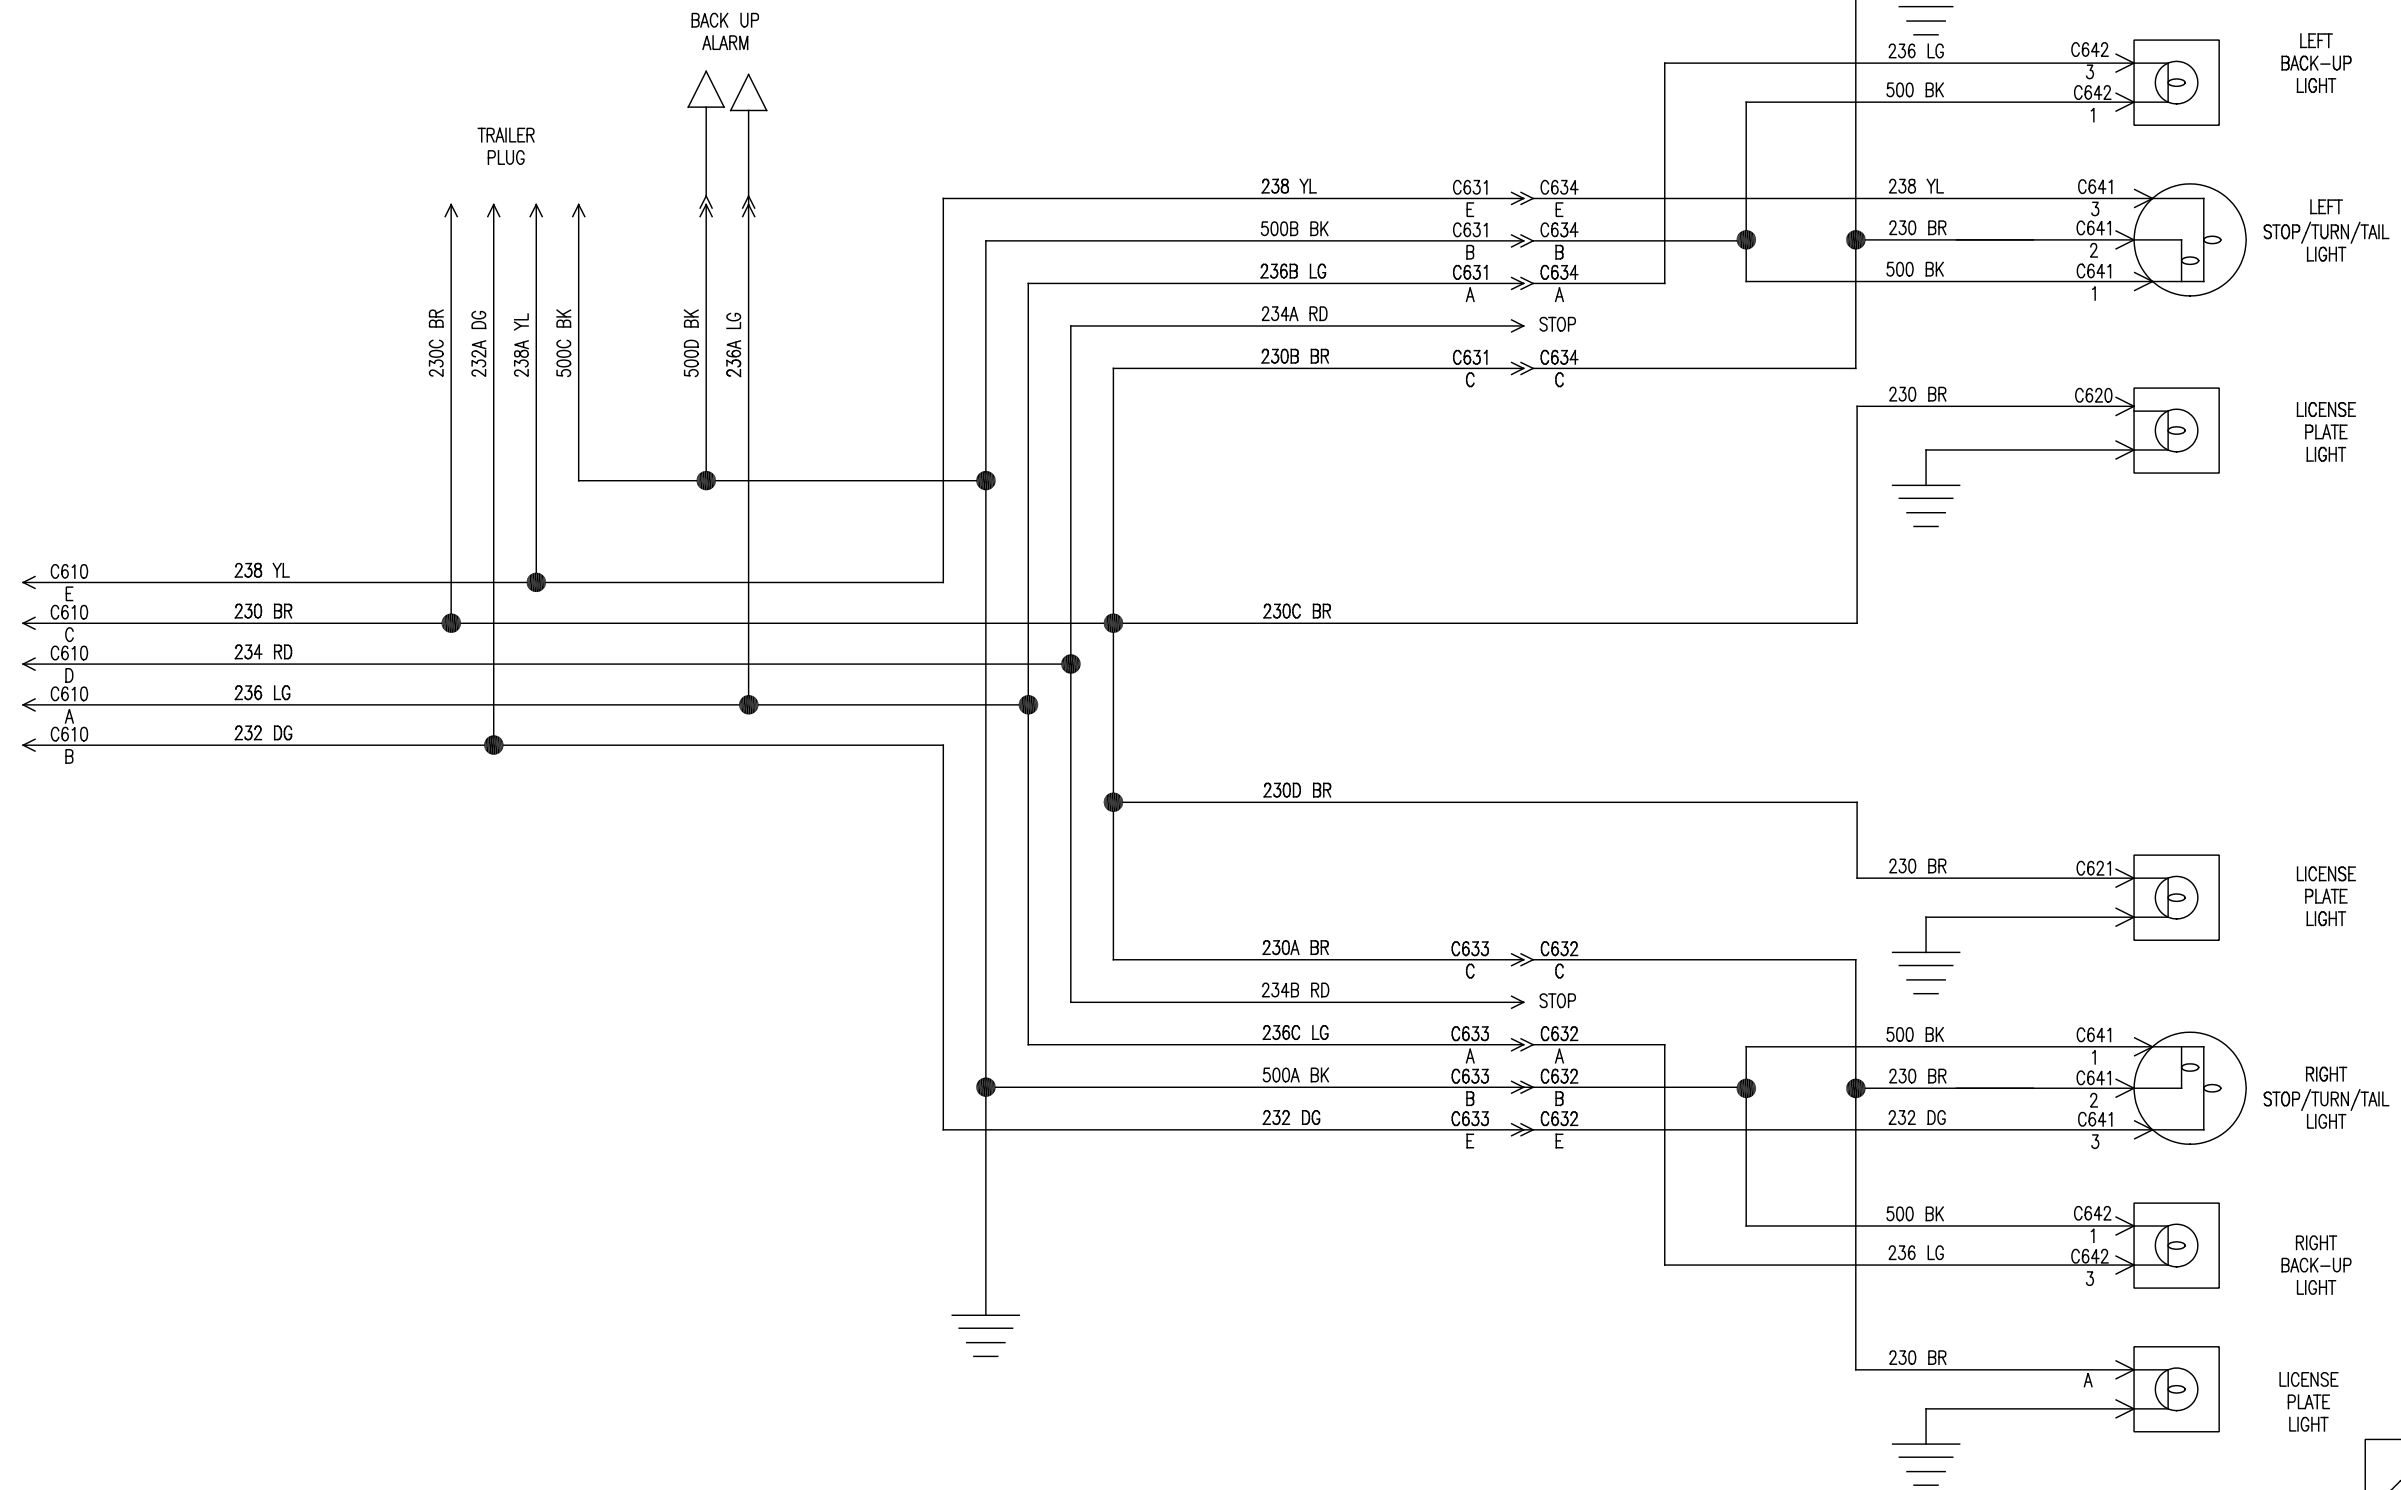 BACK UP
ALARM
TRAILER
PLUG
230C BR
232A DG
238A YL
500C BK
500D BK
236A LG
236 LG
C642
3
500 BK
C642
1
LEFT
BACK-UP
LIGHT
238 YL
C631
E
C634
E
238 YL
C641
3
500B BK
C631
B
C634
B
230 BR
C641
2
LEFT
STOP/TURN/TAIL
LIGHT
236B LG
C631
A
C634
A
500 BK
C641
1
234A RD
STOP
230B BR
C631
C
C634
C
230 BR
C620
LICENSE
PLATE
LIGHT
C610
E
238 YL
C610
C
230 BR
230C BR
C610
D
234 RD
C610
A
236 LG
C610
B
232 DG
230D BR
230 BR
C621
LICENSE
PLATE
LIGHT
230A BR
C633
C
C632
C
234B RD
STOP
236C LG
C633
A
C632
A
500 BK
C641
1
500A BK
C633
B
C632
B
230 BR
C641
2
RIGHT
STOP/TURN/TAIL
LIGHT
232 DG
C633
E
C632
E
232 DG
C641
3
500 BK
C642
1
236 LG
C642
3
RIGHT
BACK-UP
LIGHT
230 BR
A
LICENSE
PLATE
LIGHT